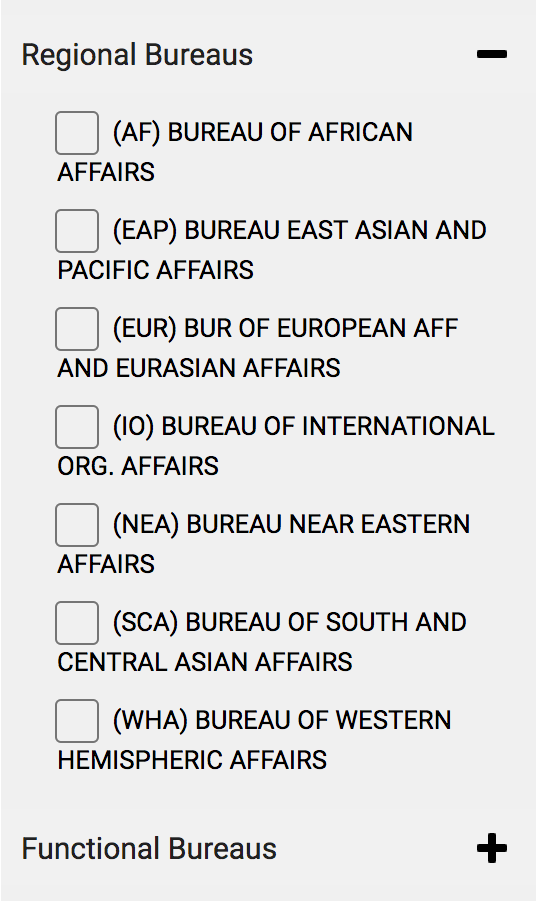 Regional Bureaus
(AF) BUREAU OF AFRICAN
AFFAIRS
(EAP) BUREAU EAST ASIAN AND
PACIFIC AFFAIRS
(EUR) BUR OF EUROPEAN AFF
AND EURASIAN AFFAIRS
(IO) BUREAU OF INTERNATIONAL
ORG. AFFAIRS
(NEA) BUREAU NEAR EASTERN
AFFAIRS
(SCA) BUREAU OF SOUTH AND
CENTRAL ASIAN AFFAIRS
(WHA) BUREAU OF WESTERN
HEMISPHERIC AFFAIRS
Functional Bureaus